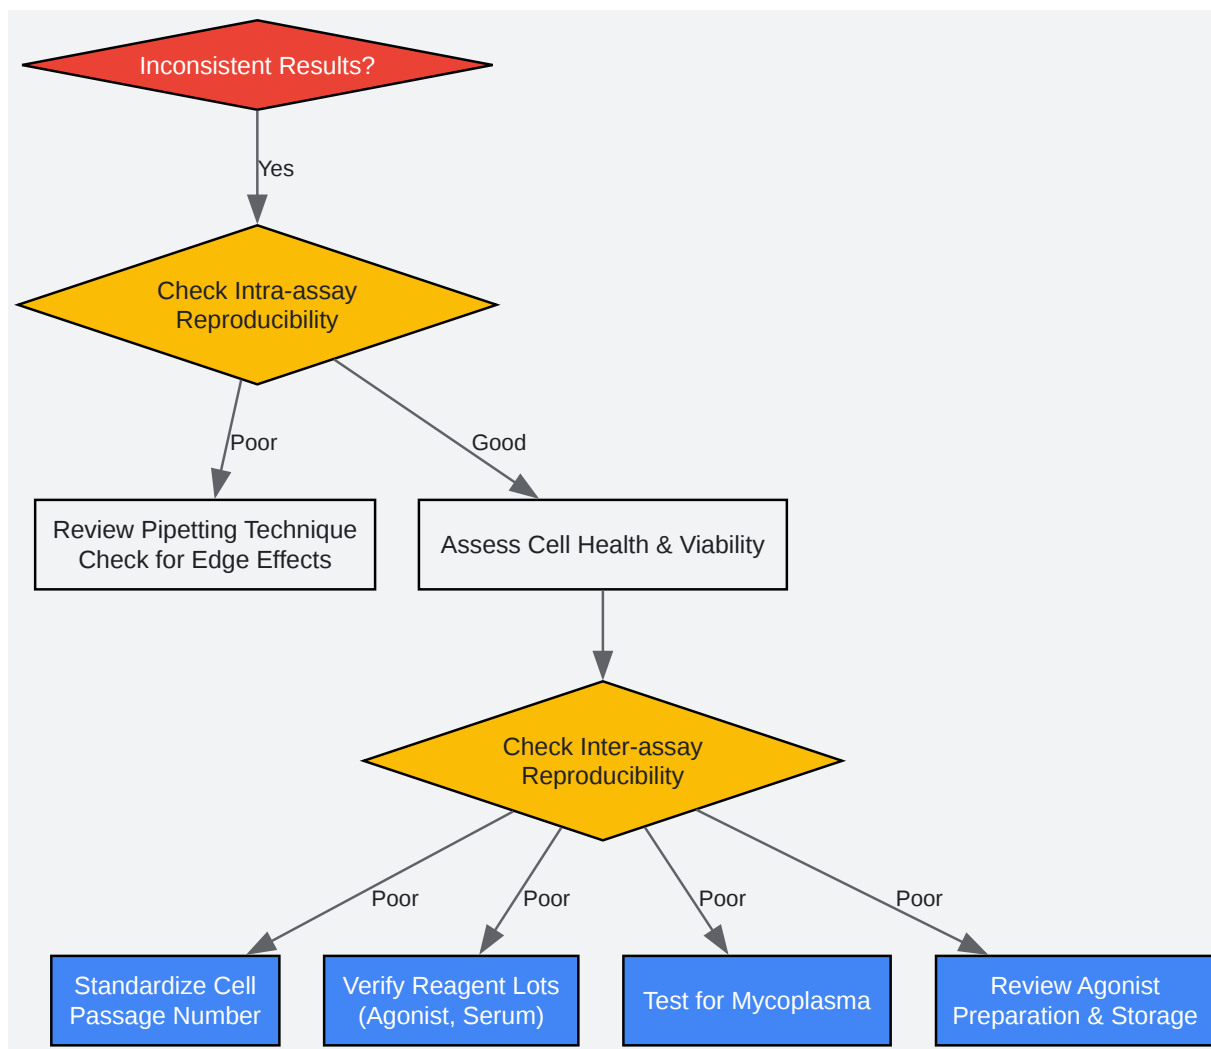 Inconsistent Results?
Yes
Check Intra-assay
Reproducibility
Poor
Good
Review Pipetting Technique
Check for Edge Effects
Assess Cell Health & Viability
Check Inter-assay
Reproducibility
Poor
Poor
Poor
Poor
Standardize Cell
Passage Number
Verify Reagent Lots
(Agonist, Serum)
Test for Mycoplasma
Review Agonist
Preparation & Storage